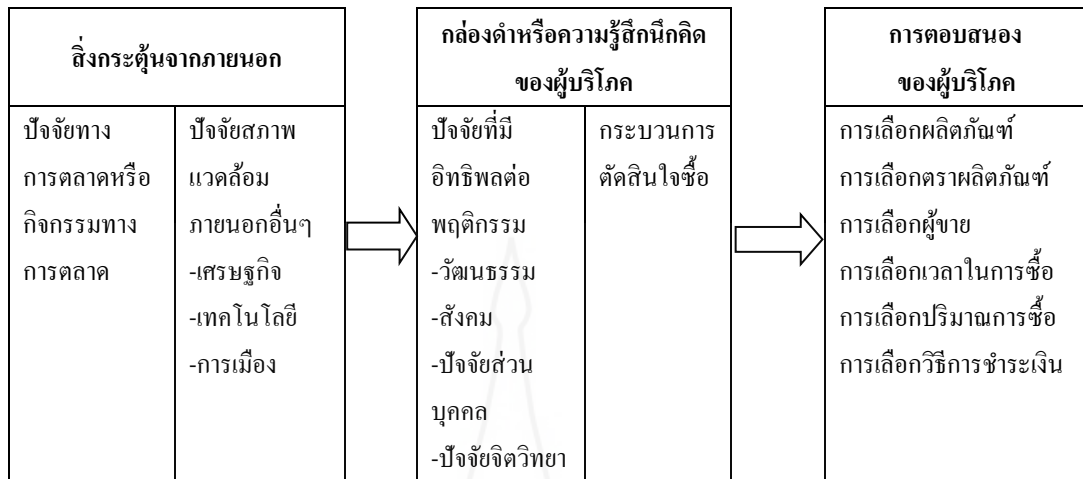 สิ่งกระตุ้นจากภายนอก
ปัจจัยทาง
การตลาดหรือ
กิจกรรมทาง
การตลาด
ปัจจัยสภาพ
แวดล้อม
ภายนอกอื่นๆ
-เศรษฐกิจ
-เทคโนโลยี
-การเมือง
กล่องดำหรือความรู้สึกนึกคิด
ของผู้บริโภค
ปัจจัยที่มี
อิทธิพลต่อ
พฤติกรรม
-วัฒนธรรม
-สังคม
-ปัจจัยส่วน
บุคคล
-ปัจจัยจิตวิทยา
กระบวนการ
ตัดสินใจซื้อ
การตอบสนอง
ของผู้บริโภค
การเลือกผลิตภัณฑ์
การเลือกตราผลิตภัณฑ์
การเลือกผู้ขาย
การเลือกเวลาในการซื้อ
การเลือกปริมาณการซื้อ
การเลือกวิธีการชำระเงิน